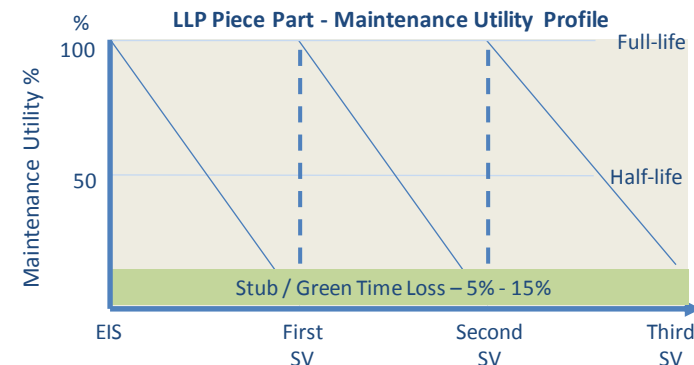 LLP Piece Part - Maintenance Utility Profile
%
100
Full-life
Maintenance Utility %
50
Half-life
Stub / Green Time Loss – 5% - 15%
EIS
First
SV
Second
SV
Third
SV